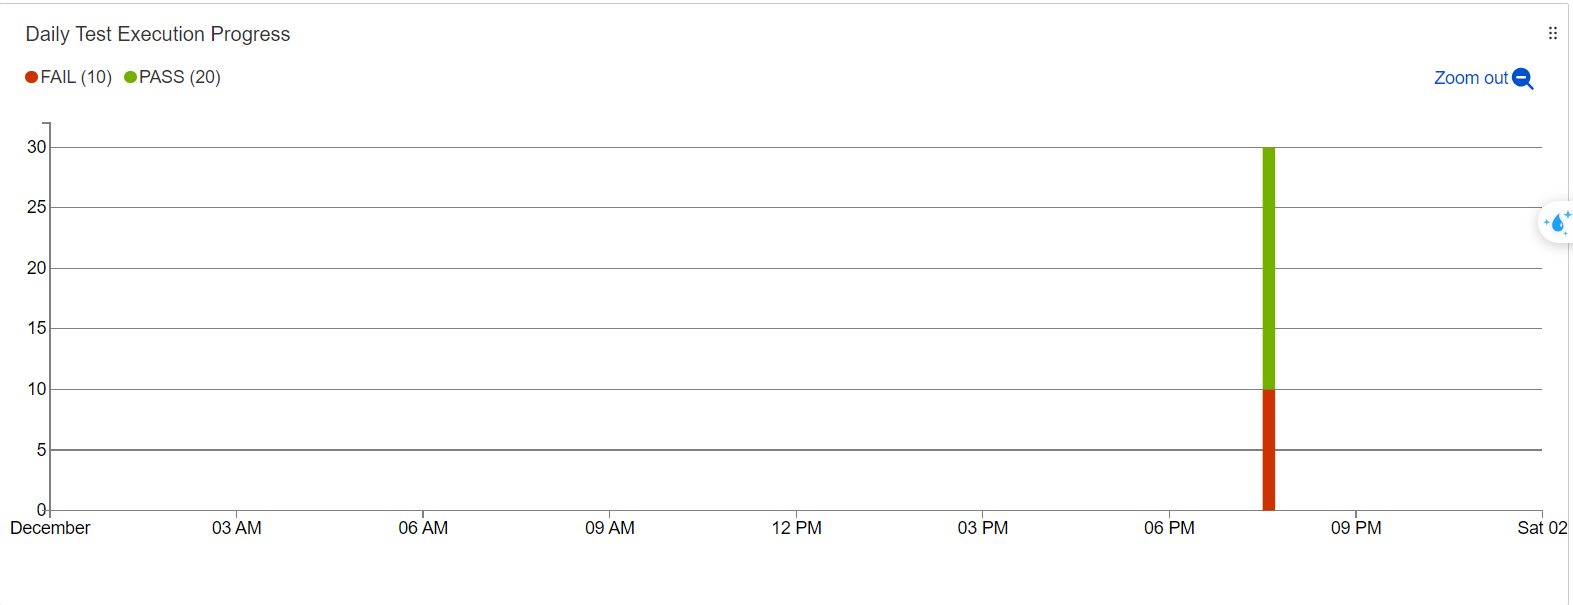 Daily Test Execution Progress
FAIL (10) PASS (20)
Zoom out
30
25
20
15
10
5
0
December 03 AM 06 AM 09 AM 12 PM 03 PM 06 PM 09 PM Sat 02